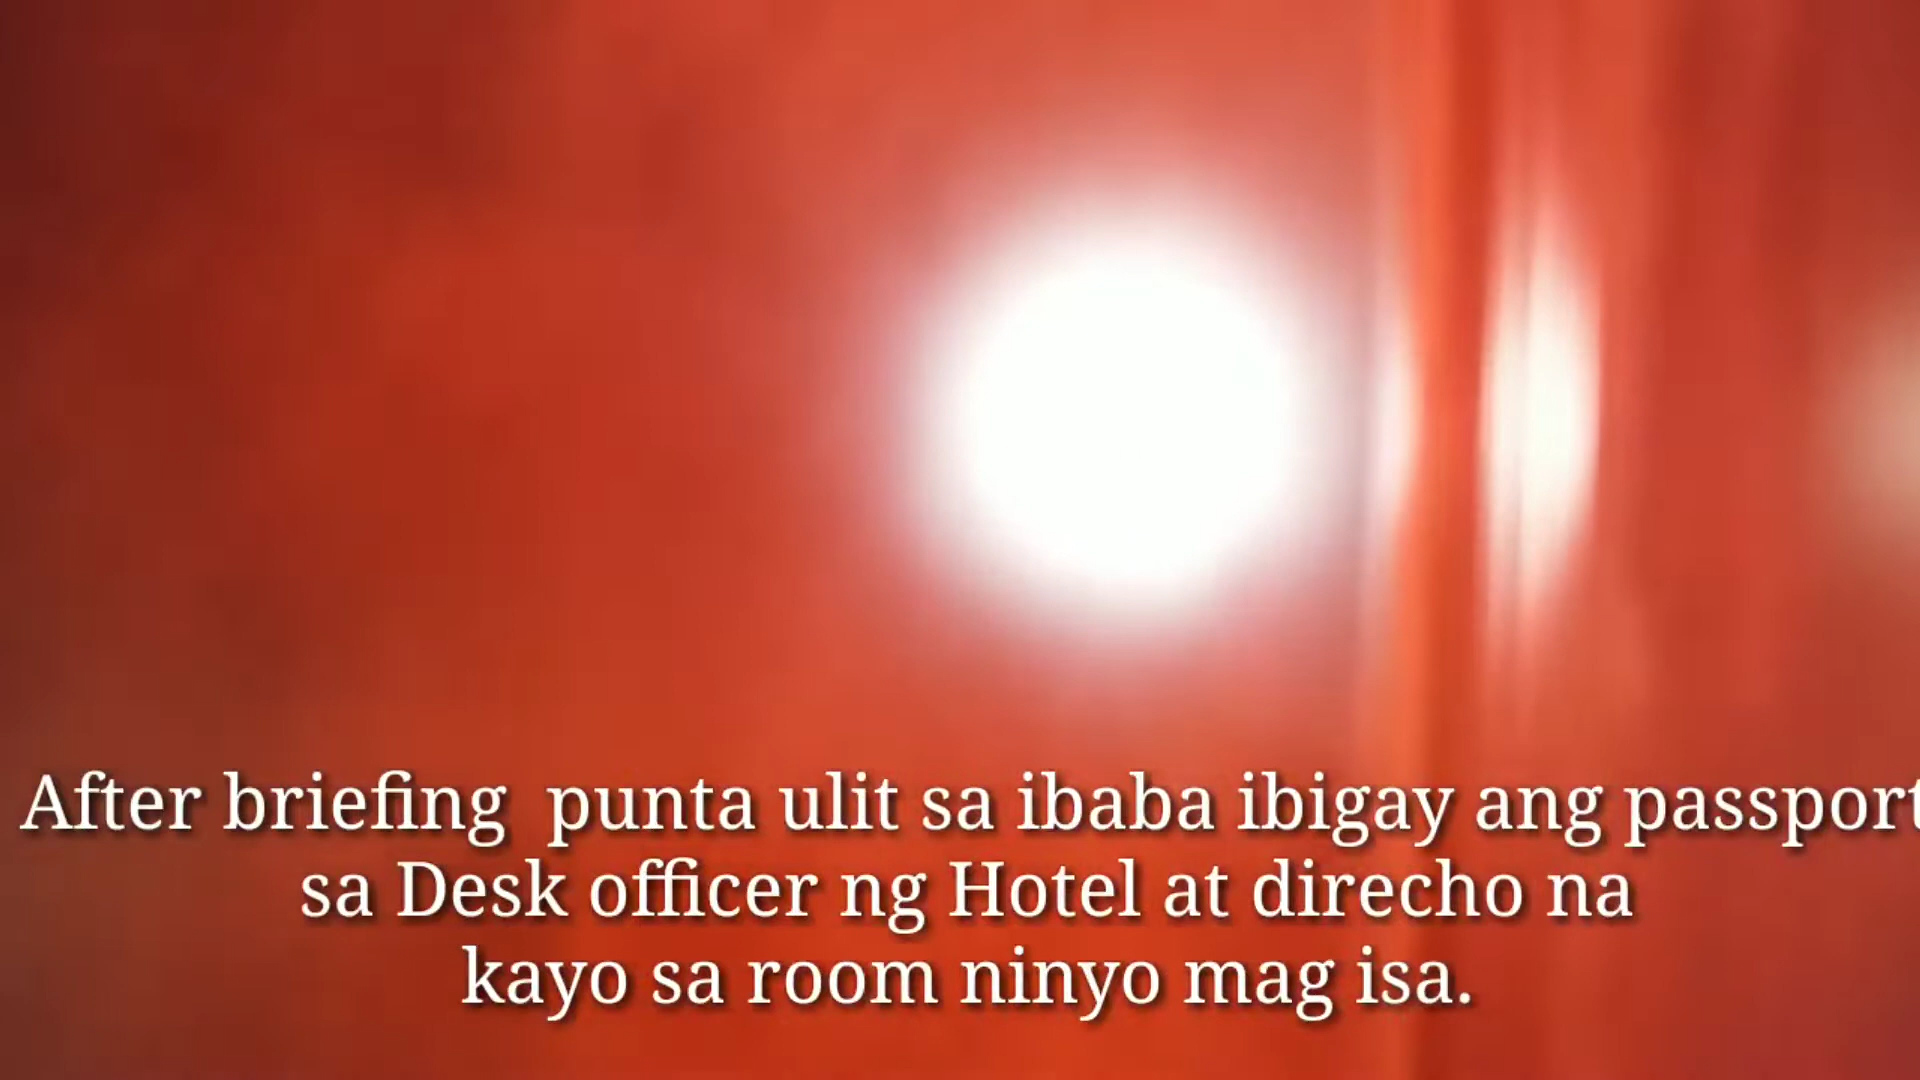 After briefing  punta ulit sa ibaba ibigay ang passport
sa Desk officer ng Hotel at direcho na
kayo sa room ninyo mag isa.